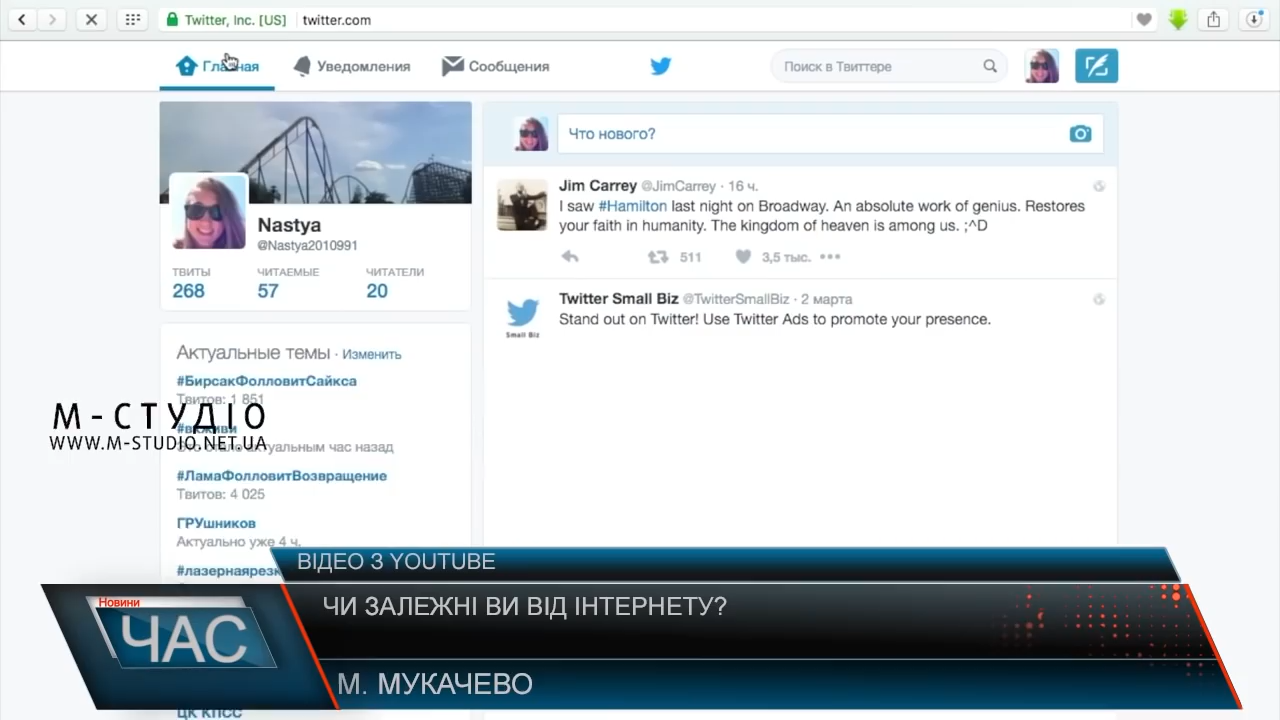 Twitter, Inc. [US] twitter.com
Главная Уведомления Сообщения Поиск в Твиттере
Что нового?
Nastya
@Nastya2010991
ТВИТЫ ЧИТАЕМЫЕ ЧИТАТЕЛИ
268 57 20
Jim Carrey @JimCarrey · 16 ч.
I saw #Hamilton last night on Broadway. An absolute work of genius. Restores
your faith in humanity. The kingdom of heaven is among us. ;^D
511 3,5 тыс.
Twitter Small Biz @TwitterSmallBiz · 2 марта
Stand out on Twitter! Use Twitter Ads to promote your presence.
Small Biz
Актуальные темы · Изменить
#БирсакФолловитСайкса
Твитов: 1 851
М-СТУДІО
#вкживи
WWW.M-STUDIO.NET.UA
Это стало актуальным час назад
#ЛамаФолловитВозвращение
Твитов: 4 025
ГРУшников
Актуально уже 4 ч.
ВІДЕО З YOUTUBE
#лазернаярезк
Новини
ЧАС
ЧИ ЗАЛЕЖНІ ВИ ВІД ІНТЕРНЕТУ?
М. МУКАЧЕВО
ЦК КПСС